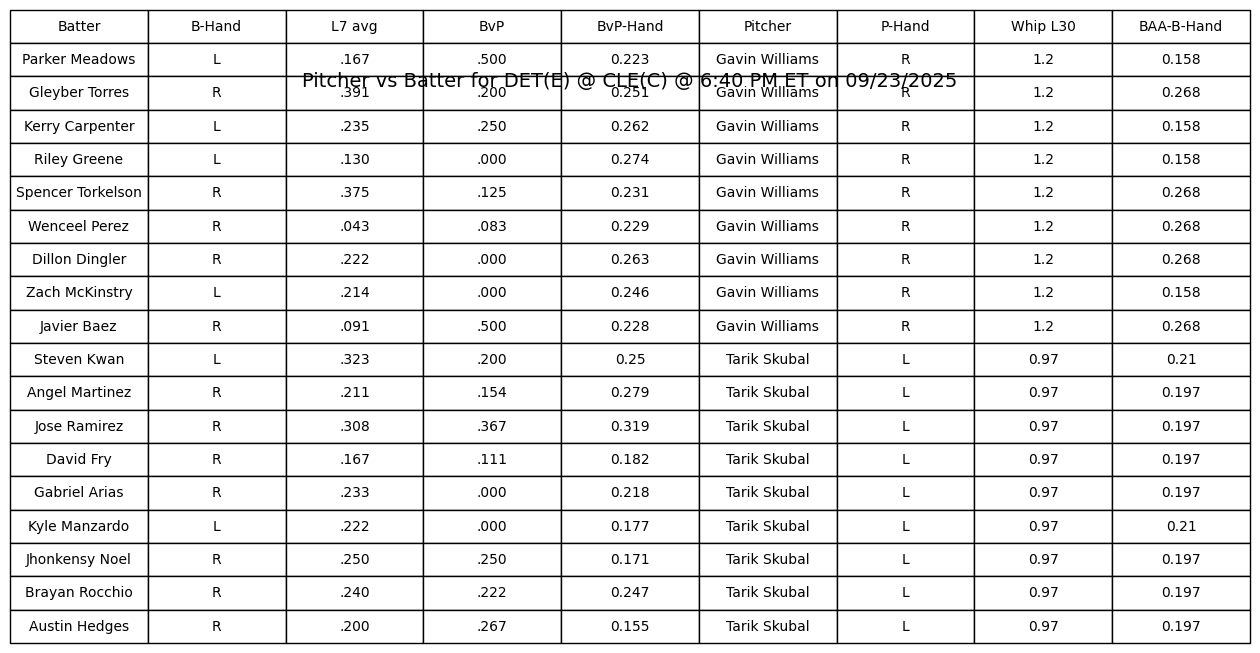 Batter B-Hand L7 avg BvP BvP-Hand Pitcher P-Hand Whip L30 BAA-B-Hand
Parker Meadows L .167 .500 0.223 Gavin Williams R 1.2 0.158
Pitcher vs Batter for DET(E) @ CLE(C) @ 6:40 PM ET on 09/23/2025
Gleyber Torres R .391 .200 0.251 Gavin Williams R 1.2 0.268
Kerry Carpenter L .235 .250 0.262 Gavin Williams R 1.2 0.158
Riley Greene L .130 .000 0.274 Gavin Williams R 1.2 0.158
Spencer Torkelson R .375 .125 0.231 Gavin Williams R 1.2 0.268
Wenceel Perez R .043 .083 0.229 Gavin Williams R 1.2 0.268
Dillon Dingler R .222 .000 0.263 Gavin Williams R 1.2 0.268
Zach McKinstry L .214 .000 0.246 Gavin Williams R 1.2 0.158
Javier Baez R .091 .500 0.228 Gavin Williams R 1.2 0.268
Steven Kwan L .323 .200 0.25 Tarik Skubal L 0.97 0.21
Angel Martinez R .211 .154 0.279 Tarik Skubal L 0.97 0.197
Jose Ramirez R .308 .367 0.319 Tarik Skubal L 0.97 0.197
David Fry R .167 .111 0.182 Tarik Skubal L 0.97 0.197
Gabriel Arias R .233 .000 0.218 Tarik Skubal L 0.97 0.197
Kyle Manzardo L .222 .000 0.177 Tarik Skubal L 0.97 0.21
Jhonkensy Noel R .250 .250 0.171 Tarik Skubal L 0.97 0.197
Brayan Rocchio R .240 .222 0.247 Tarik Skubal L 0.97 0.197
Austin Hedges R .200 .267 0.155 Tarik Skubal L 0.97 0.197